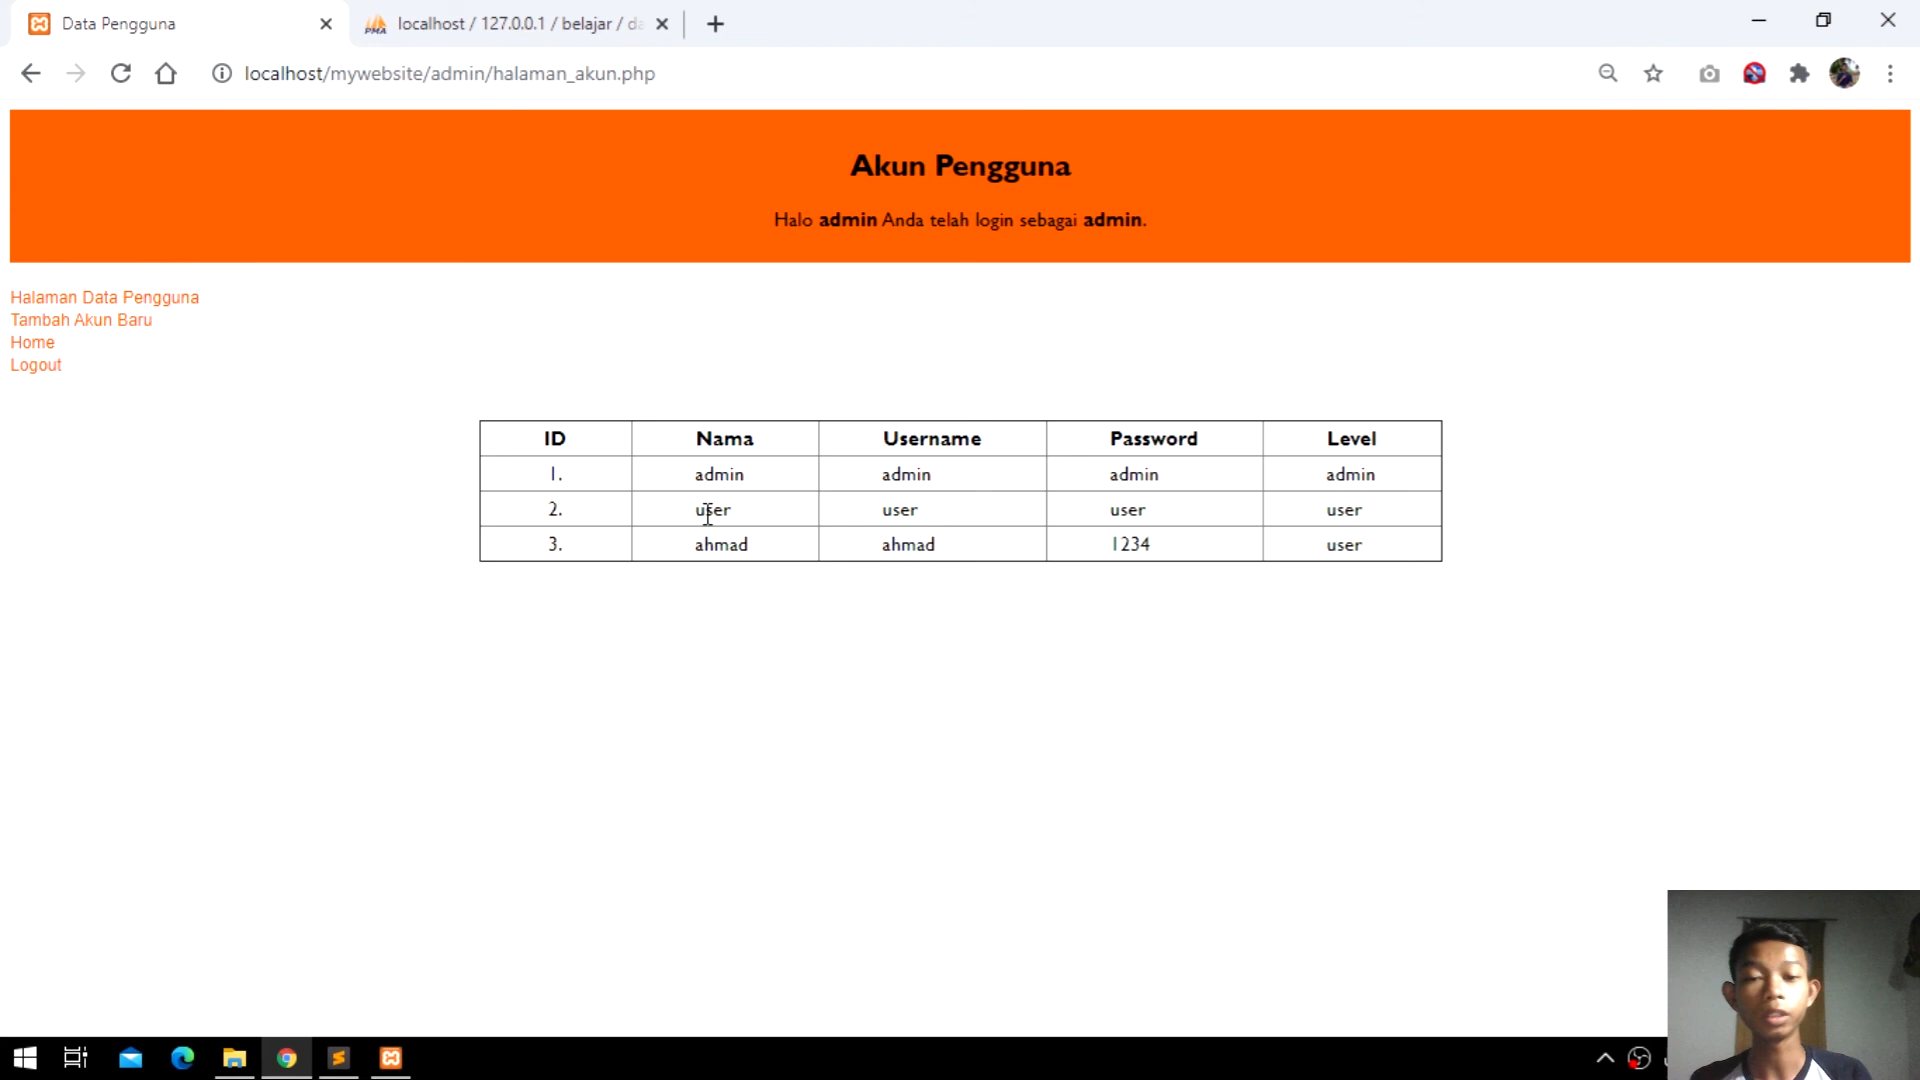 Data Pengguna
localhost / 127.0.0.1 / belajar / da
localhost/mywebsite/admin/halaman_akun.php
Akun Pengguna
Halo admin Anda telah login sebagai admin.
Halaman Data Pengguna
Tambah Akun Baru
Home
Logout
ID Nama Username Password Level
1. admin admin admin admin
2. user user user user
3. ahmad ahmad 1234 user